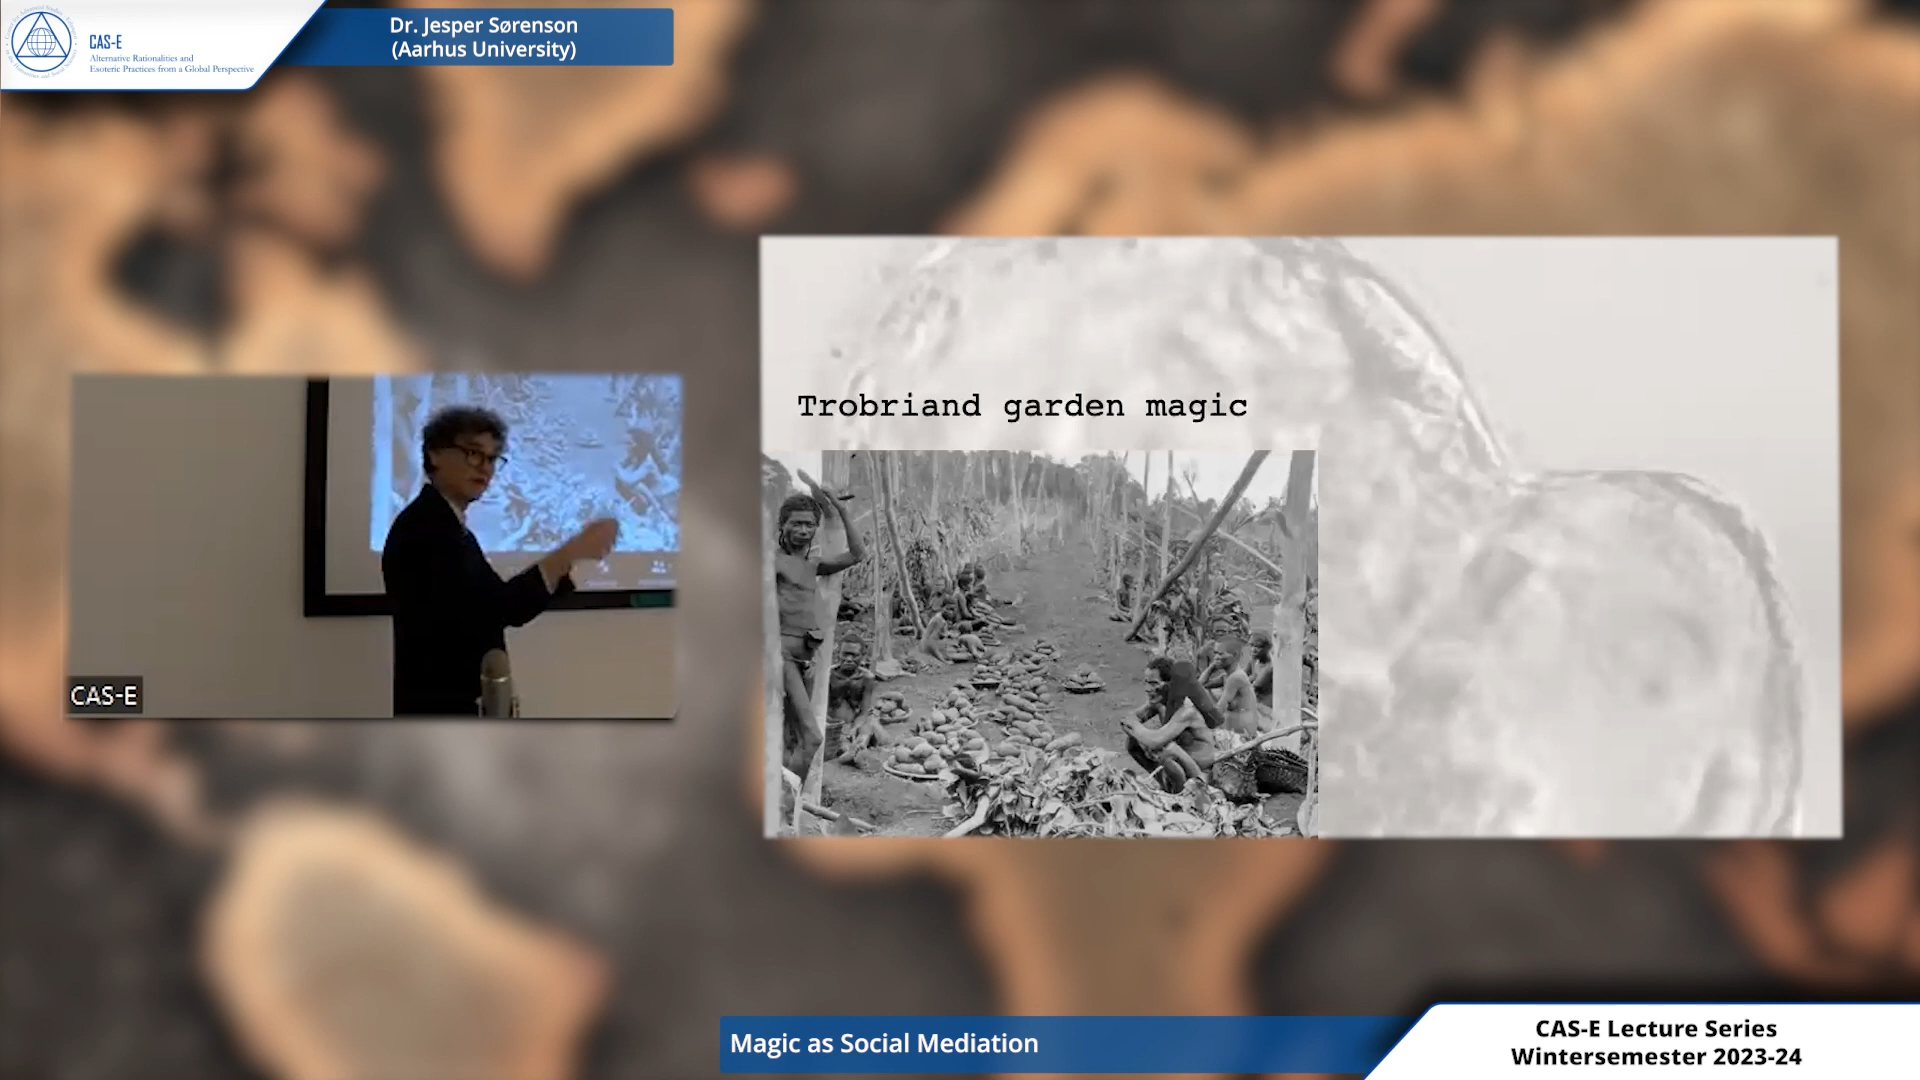 CAS-E
Alternative Rationalities and
Esoteric Practices from a Global Perspective
Dr. Jesper Sørenson
(Aarhus University)
Trobriand garden magic
CAS-E
Magic as Social Mediation
CAS-E Lecture Series
Wintersemester 2023-24